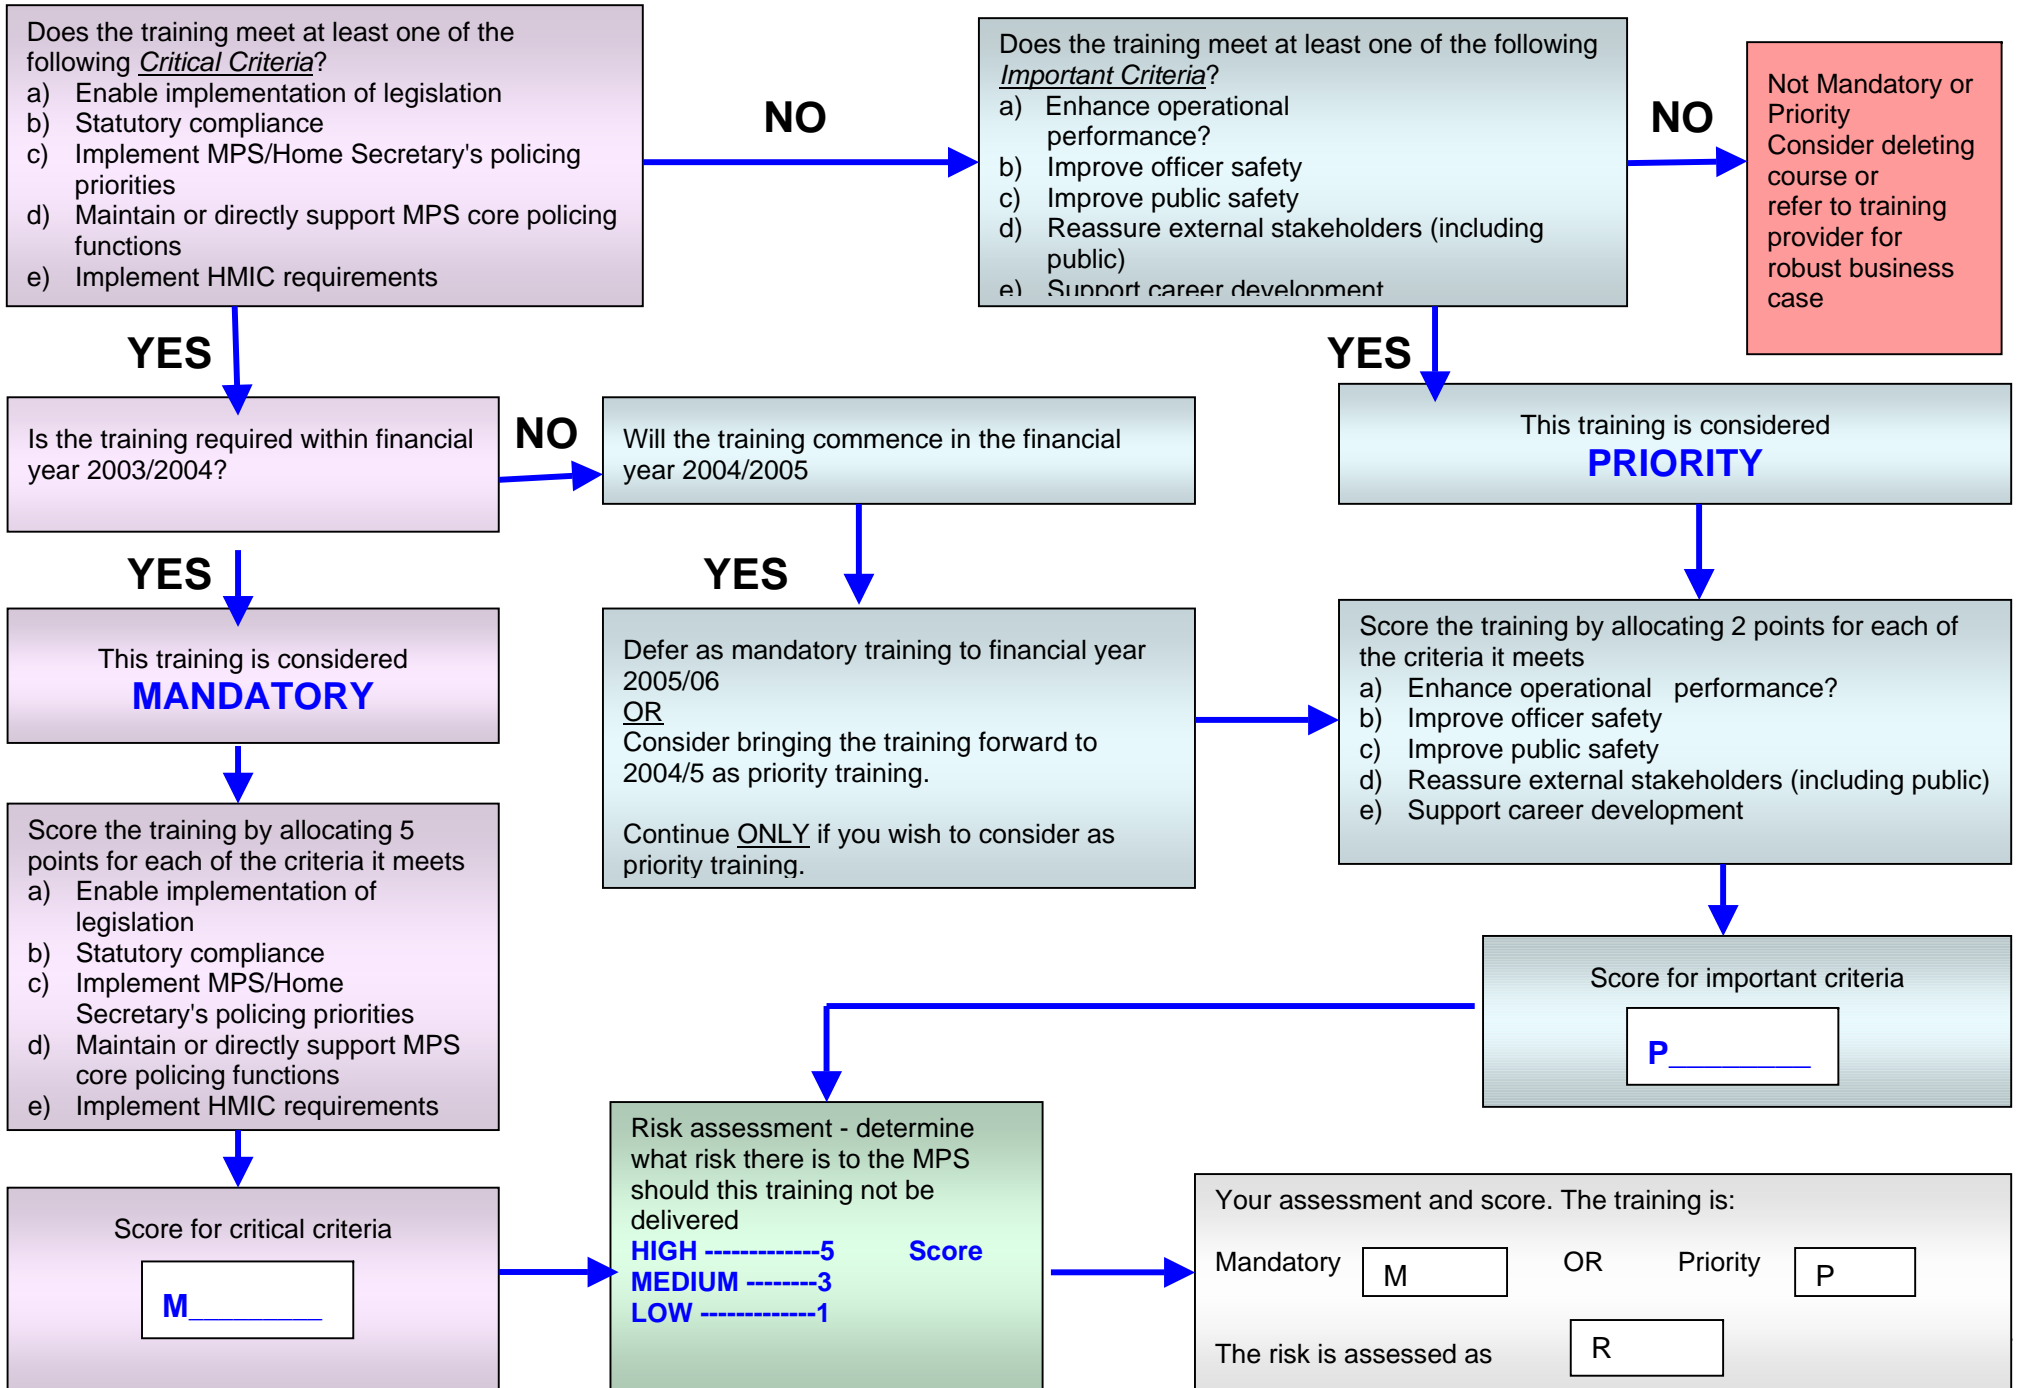 Does the training meet at least one of the
following Critical Criteria?
a) Enable implementation of legislation
b) Statutory compliance
c) Implement MPS/Home Secretary's policing
priorities
d) Maintain or directly support MPS core policing
functions
e) Implement HMIC requirements
NO
Does the training meet at least one of the following
Important Criteria?
a) Enhance operational
performance?
b) Improve officer safety
c) Improve public safety
d) Reassure external stakeholders (including
public)
e) Support career development
NO
Not Mandatory or
Priority
Consider deleting
course or
refer to training
provider for
robust business
case
YES
YES
Is the training required within financial
year 2003/2004?
NO
Will the training commence in the financial
year 2004/2005
This training is considered
PRIORITY
YES
YES
This training is considered
MANDATORY
Defer as mandatory training to financial year
2005/06
OR
Consider bringing the training forward to
2004/5 as priority training.
Continue ONLY if you wish to consider as
priority training.
Score the training by allocating 2 points for each of
the criteria it meets
a) Enhance operational performance?
b) Improve officer safety
c) Improve public safety
d) Reassure external stakeholders (including public)
e) Support career development
Score the training by allocating 5
points for each of the criteria it meets
a) Enable implementation of
legislation
b) Statutory compliance
c) Implement MPS/Home
Secretary's policing priorities
d) Maintain or directly support MPS
core policing functions
e) Implement HMIC requirements
Score for important criteria
P________
Score for critical criteria
M________
Risk assessment - determine
what risk there is to the MPS
should this training not be
delivered
HIGH -------------5 Score
MEDIUM --------3
LOW -------------1
Your assessment and score. The training is:
Mandatory M OR Priority P
The risk is assessed as R